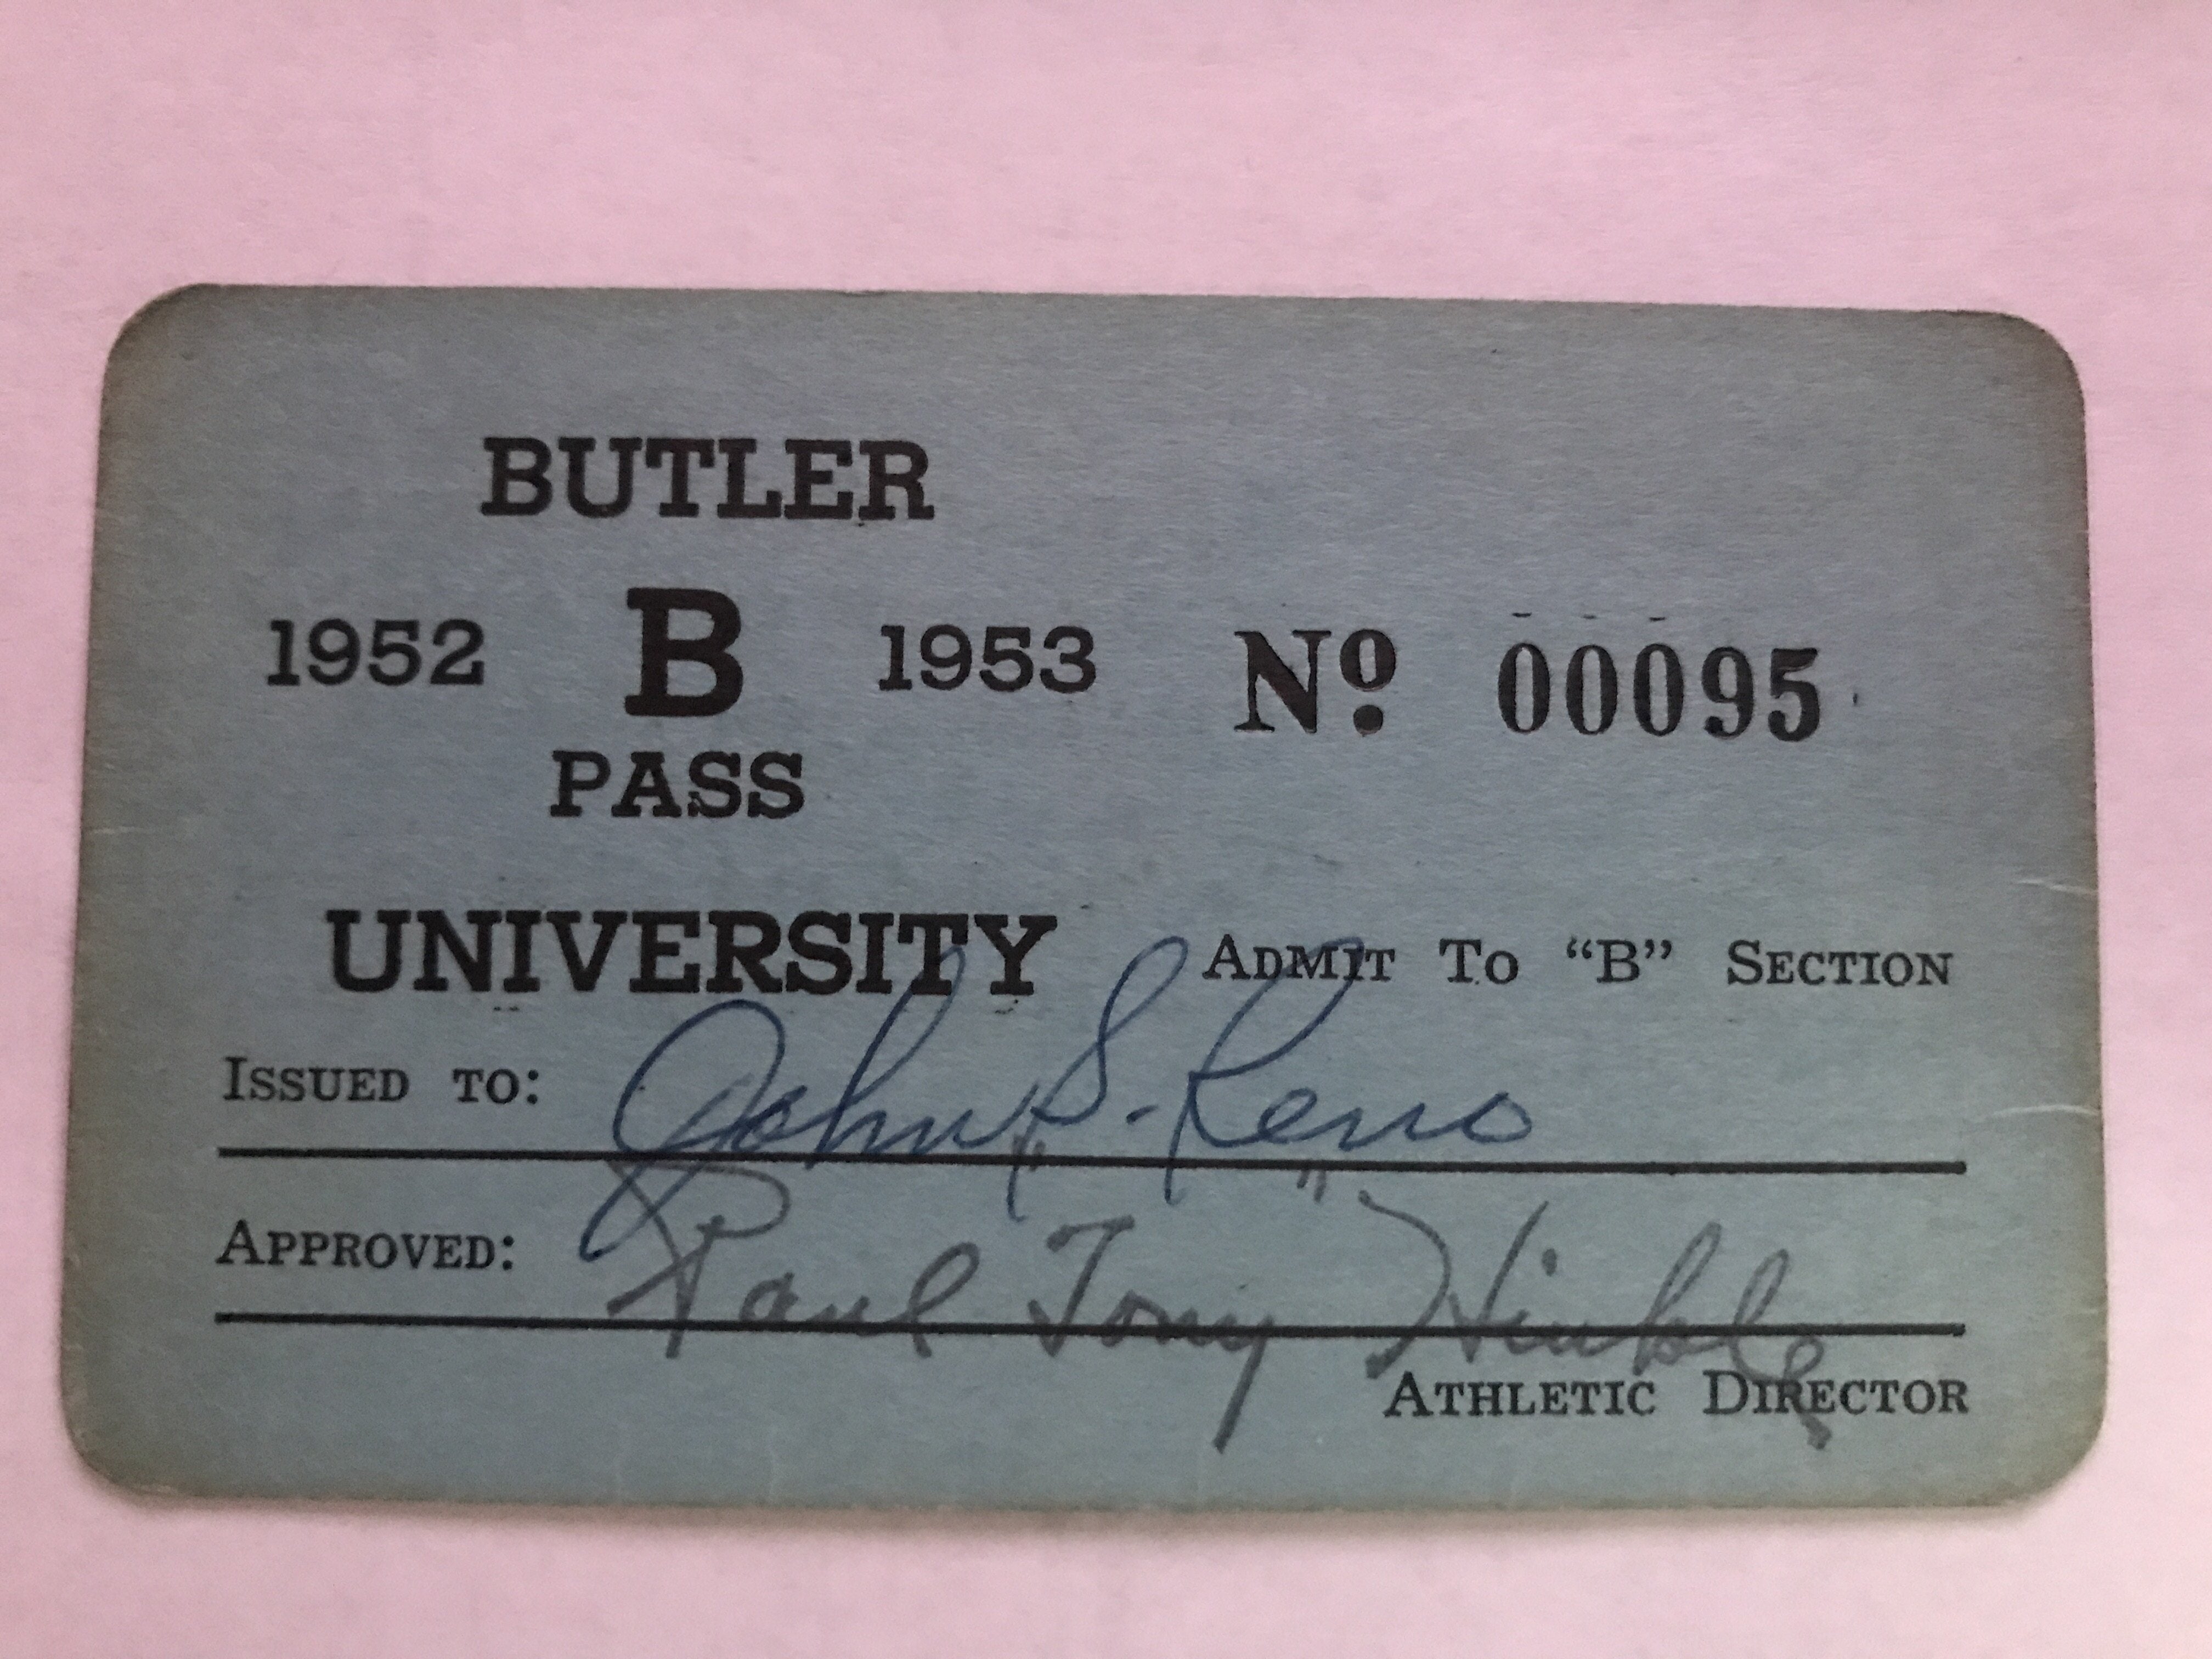 BUTLER
1952 B 1953 Nº 00095
PASS
UNIVERSITY ADMIT TO "B" SECTION
ISSUED TO: John S. Reno
APPROVED: Paul "Tony" Hinkle
ATHLETIC DIRECTOR